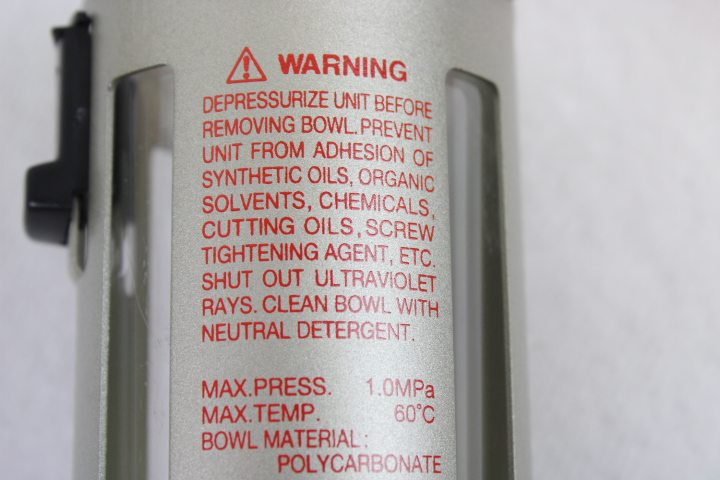 WARNING
DEPRESSURIZE UNIT BEFORE
REMOVING BOWL. PREVENT
UNIT FROM ADHESION OF
SYNTHETIC OILS, ORGANIC
SOLVENTS, CHEMICALS,
CUTTING OILS, SCREW
TIGHTENING AGENT, ETC.
SHUT OUT ULTRAVIOLET
RAYS. CLEAN BOWL WITH
NEUTRAL DETERGENT.
MAX.PRESS. 1.0MPa
MAX.TEMP. 60°C
BOWL MATERIAL:
POLYCARBONATE